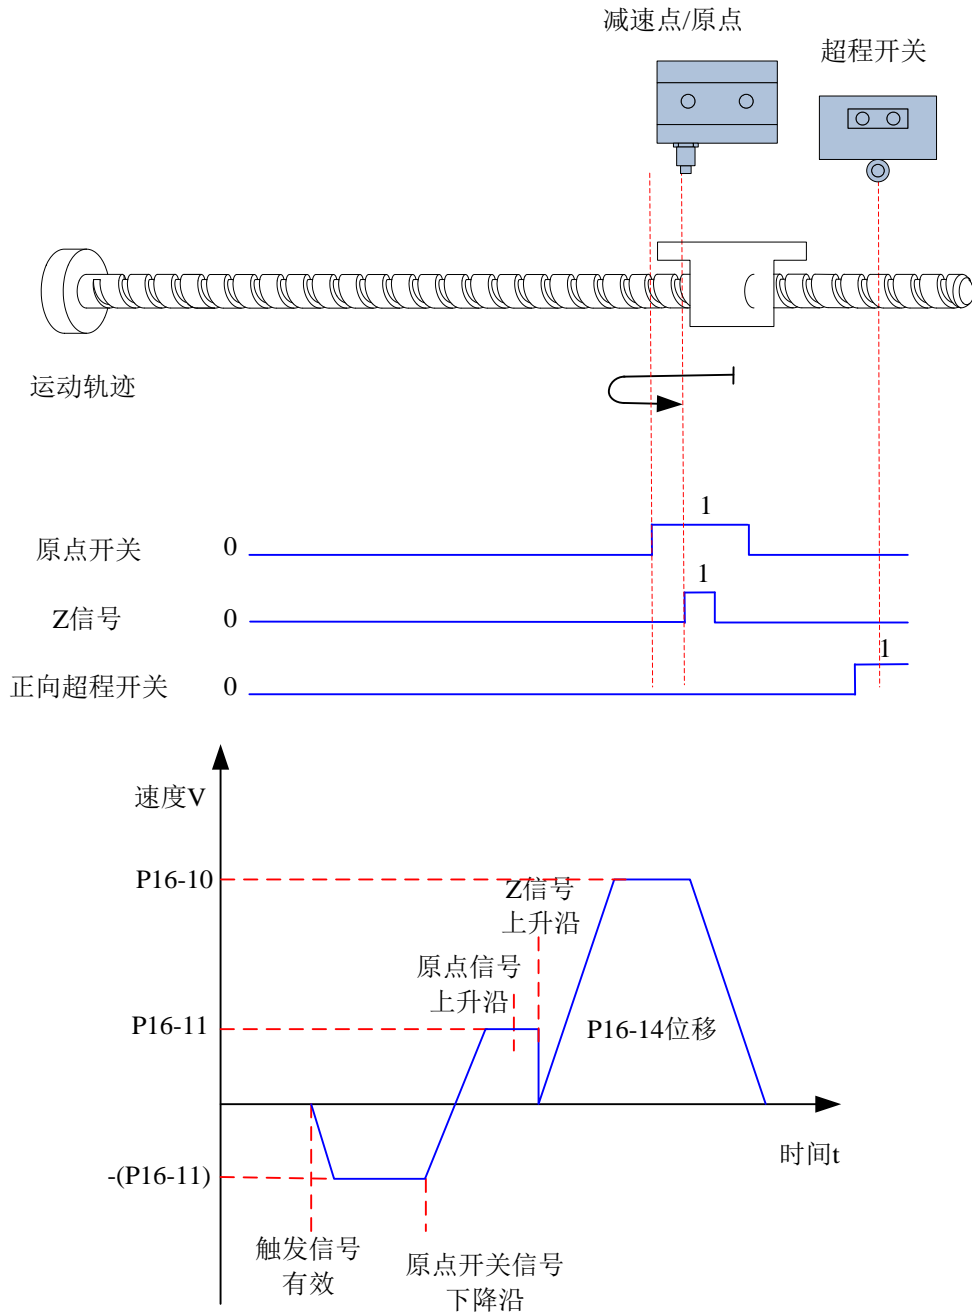 减速点/原点
超程开关
运动轨迹
1
原点开关 0
1
Z信号 0
1
正向超程开关 0
速度V
P16-10
Z信号
上升沿
原点信号
上升沿
P16-11
P16-14位移
时间t
-(P16-11)
触发信号
有效
原点开关信号
下降沿